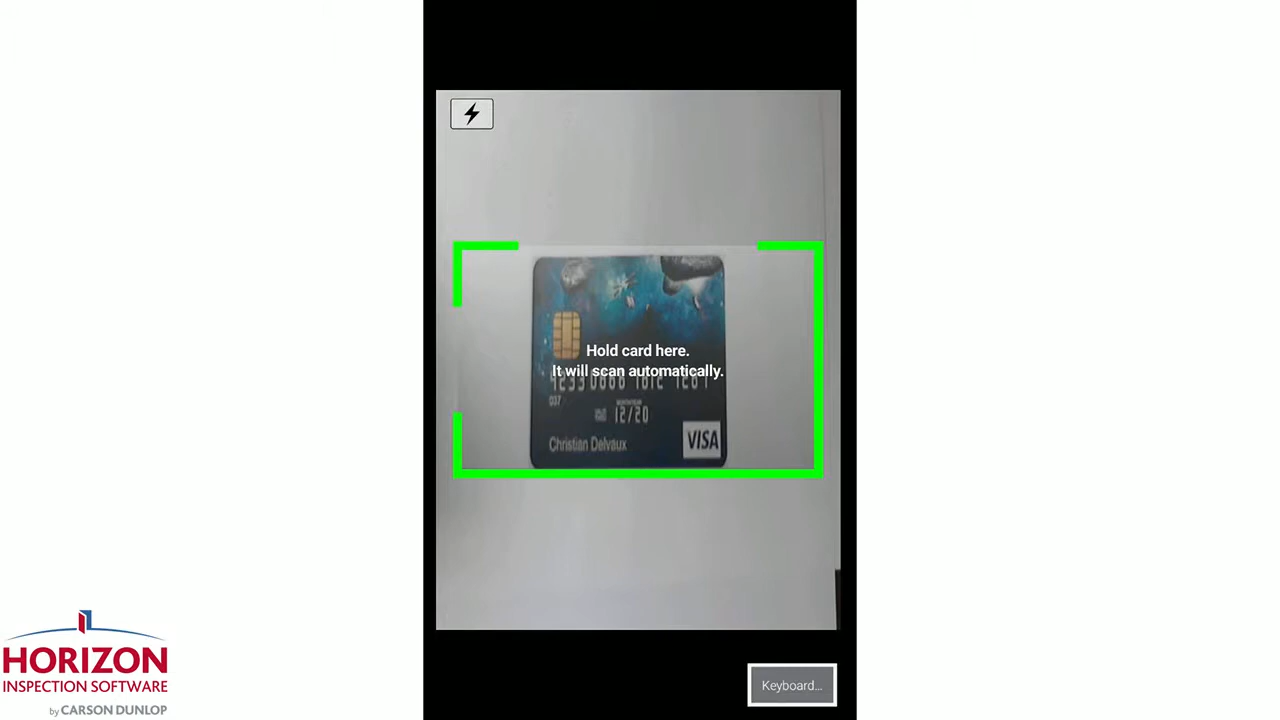 Hold card here.
It will scan automatically.
037
12/20
Christian Delvaux
VISA
Keyboard...
HORIZON
INSPECTION SOFTWARE
by CARSON DUNLOP